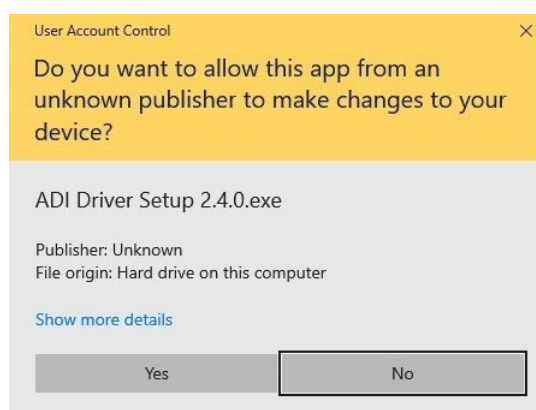 User Account Control
Do you want to allow this app from an
unknown publisher to make changes to your
device?
ADI Driver Setup 2.4.0.exe
Publisher: Unknown
File origin: Hard drive on this computer
Show more details
Yes
No